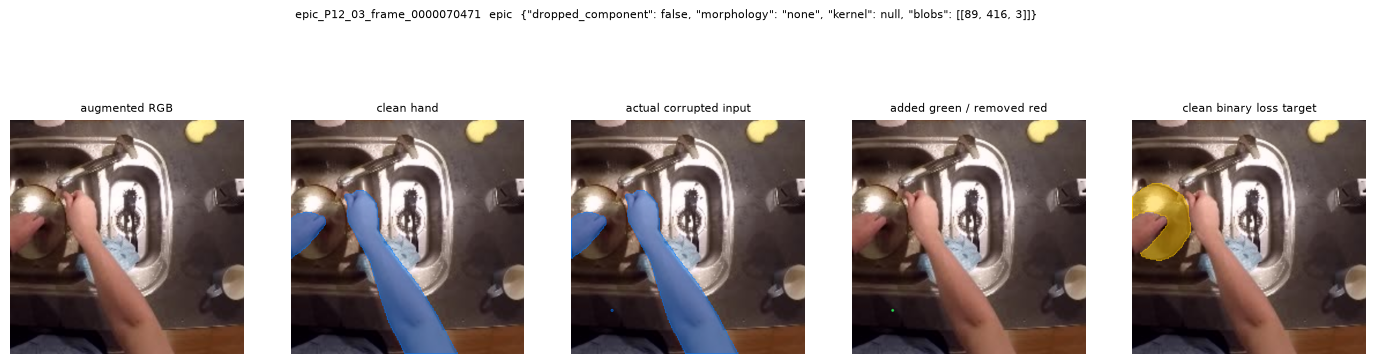 epic_P12_03_frame_0000070471  epic  {"dropped_component": false, "morphology": "none", "kernel": null, "blobs": [[89, 416, 3]]}
augmented RGB
clean hand
actual corrupted input
added green / removed red
clean binary loss target